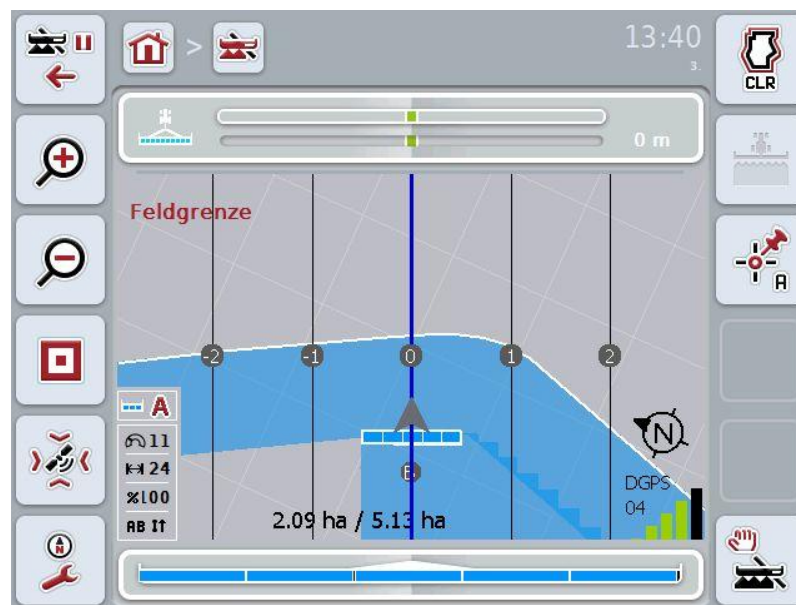 >
13:40
3.
CLR
0 m
Feldgrenze
-2 -1 0 1 2
A
A
11
24
%100
AB
N
B
DGPS
04
2.09 ha / 5.13 ha